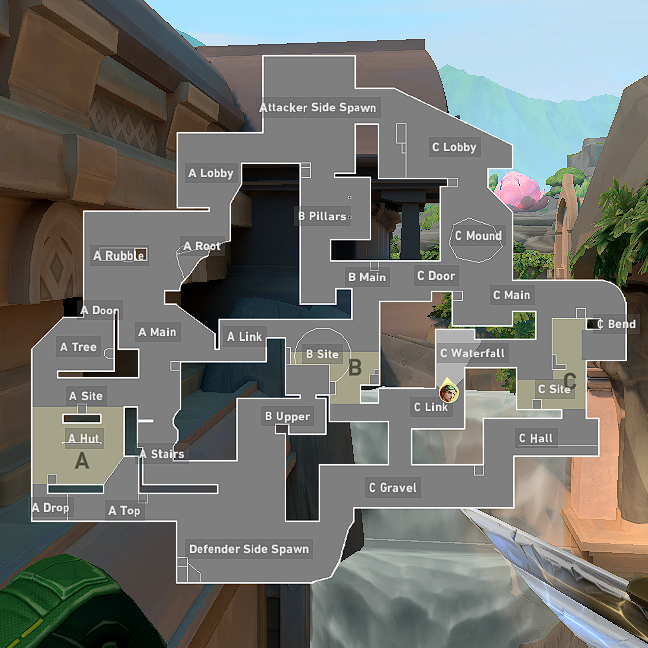 Attacker Side Spawn
C Lobby
A Lobby
B Pillars
C Mound
A Root
A Rubble
B Main
C Door
C Main
A Door
C Bend
A Main
A Link
A Tree
B Site
B
C Waterfall
C
C Site
A Site
C Link
B Upper
A Hut
C Hall
A Stairs
A
C Gravel
A Drop
A Top
Defender Side Spawn